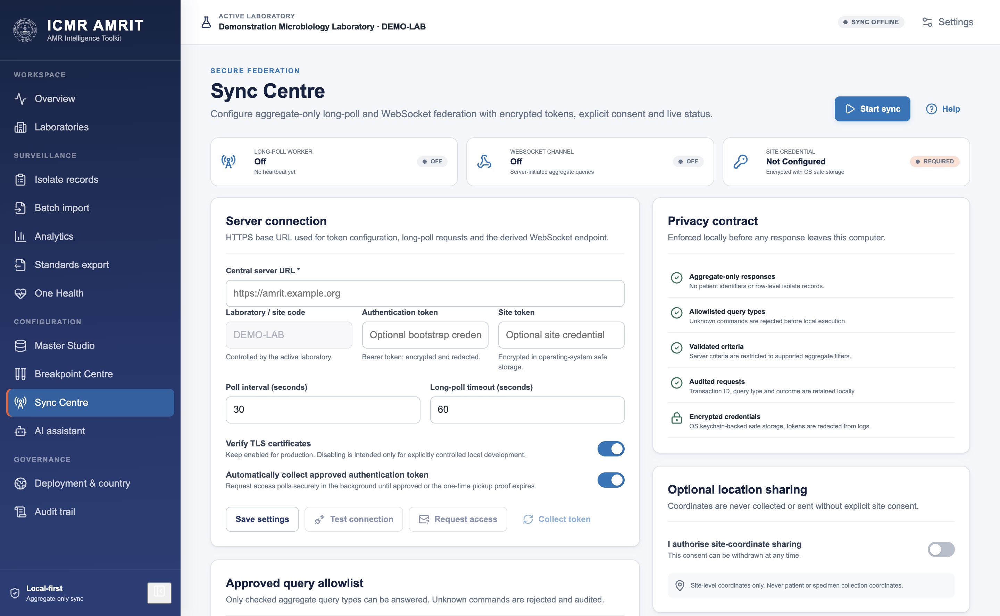 ICMR AMRIT
AMR Intelligence Toolkit
WORKSPACE
Overview
Laboratories
SURVEILLANCE
Isolate records
Batch import
Analytics
Standards export
One Health
CONFIGURATION
Master Studio
Breakpoint Centre
Sync Centre
AI assistant
GOVERNANCE
Deployment & country
Audit trail
Local-first
Aggregate-only sync
ACTIVE LABORATORY
Demonstration Microbiology Laboratory · DEMO-LAB
SYNC OFFLINE
Settings
SECURE FEDERATION
Sync Centre
Configure aggregate-only long-poll and WebSocket federation with encrypted tokens, explicit consent and live status.
Start sync
Help
LONG-POLL WORKER
Off
No heartbeat yet
OFF
WEBSOCKET CHANNEL
Off
Server-initiated aggregate queries
OFF
SITE CREDENTIAL
Not Configured
Encrypted with OS safe storage
REQUIRED
Server connection
HTTPS base URL used for token configuration, long-poll requests and the derived WebSocket endpoint.
Central server URL *
https://amrit.example.org
Laboratory / site code
DEMO-LAB
Controlled by the active laboratory.
Authentication token
Optional bootstrap creden
Bearer token; encrypted and redacted.
Site token
Optional site credential
Encrypted in operating-system safe
storage.
Poll interval (seconds)
30
Long-poll timeout (seconds)
60
Verify TLS certificates
Keep enabled for production. Disabling is intended only for explicitly controlled local development.
Automatically collect approved authentication token
Request access polls securely in the background until approved or the one-time pickup proof expires.
Save settings
Test connection
Request access
Collect token
Approved query allowlist
Only checked aggregate query types can be answered. Unknown commands are rejected and audited.
Privacy contract
Enforced locally before any response leaves this computer.
Aggregate-only responses
No patient identifiers or row-level isolate records.
Allowlisted query types
Unknown commands are rejected before local execution.
Validated criteria
Server criteria are restricted to supported aggregate filters.
Audited requests
Transaction ID, query type and outcome are retained locally.
Encrypted credentials
OS keychain-backed safe storage; tokens are redacted from logs.
Optional location sharing
Coordinates are never collected or sent without explicit site consent.
I authorise site-coordinate sharing
This consent can be withdrawn at any time.
Site-level coordinates only. Never patient or specimen collection coordinates.